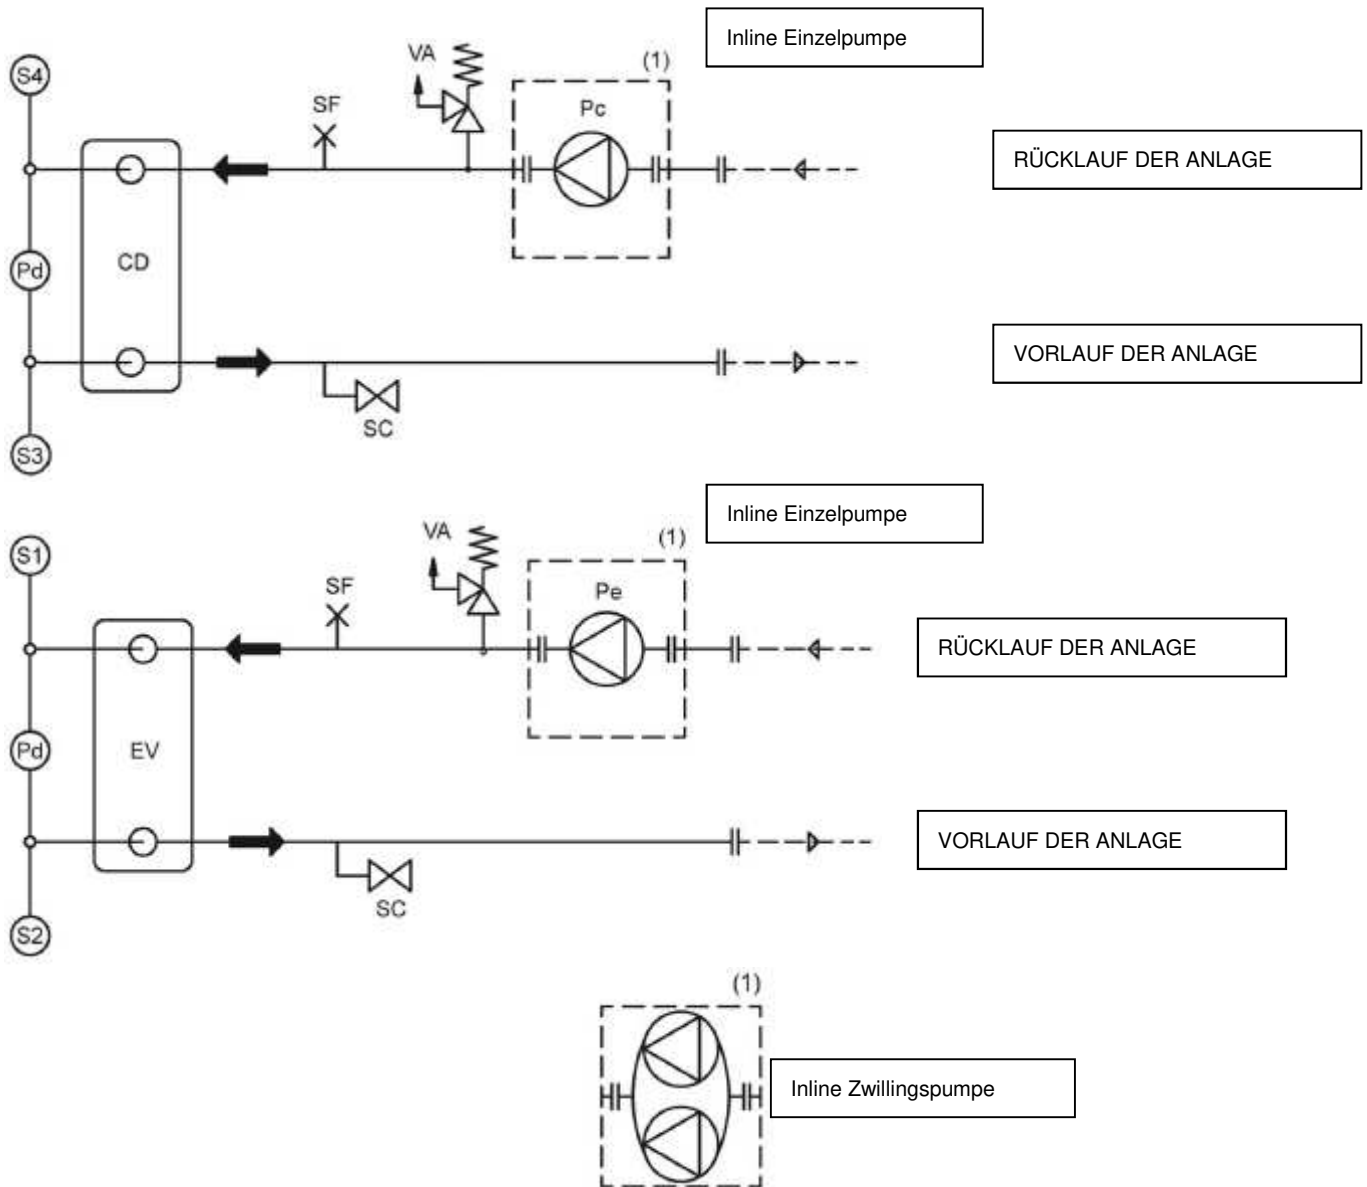 Inline Einzelpumpe
VA
(1)
S4
SF
Pc
RÜCKLAUF DER ANLAGE
Pd
CD
VORLAUF DER ANLAGE
SC
S3
Inline Einzelpumpe
VA
(1)
S1
SF
Pe
RÜCKLAUF DER ANLAGE
Pd
EV
VORLAUF DER ANLAGE
SC
S2
(1)
Inline Zwillingspumpe